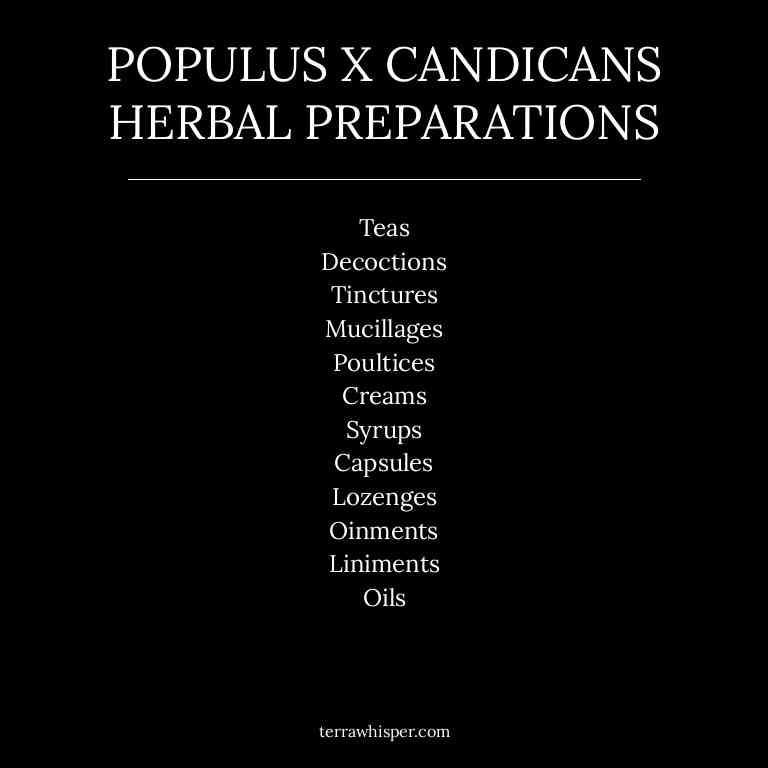 POPULUS X CANDICANS
HERBAL PREPARATIONS
Teas
Decoctions
Tinctures
Mucillages
Poultices
Creams
Syrups
Capsules
Lozenges
Oinments
Liniments
Oils
terrawhisper.com